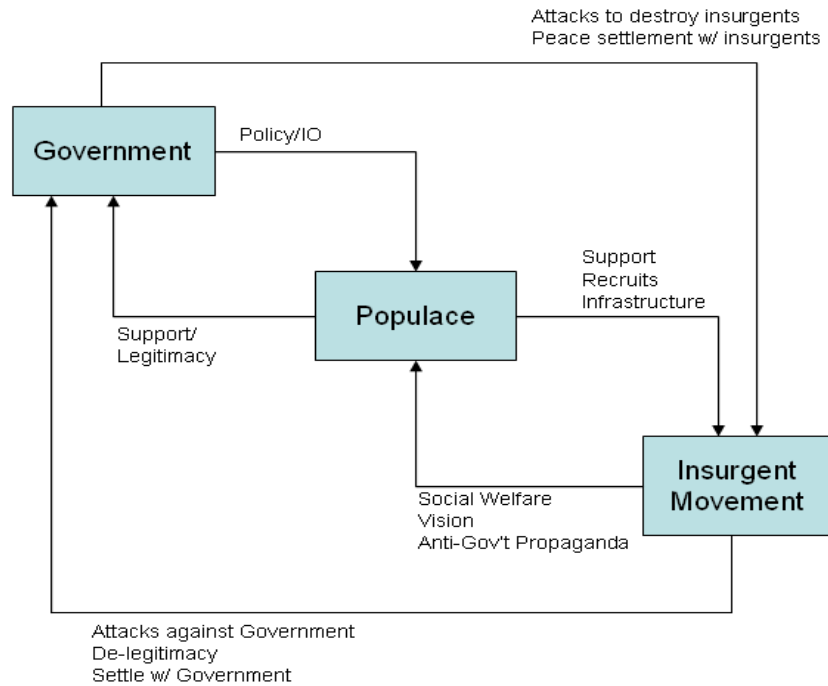 Attacks to destroy insurgents
Peace settlement w/ insurgents
Government
Policy/IO
Populace
Support
Recruits
Infrastructure
Support/
Legitimacy
Insurgent
Movement
Social Welfare
Vision
Anti-Gov't Propaganda
Attacks against Government
De-legitimacy
Settle w/ Government